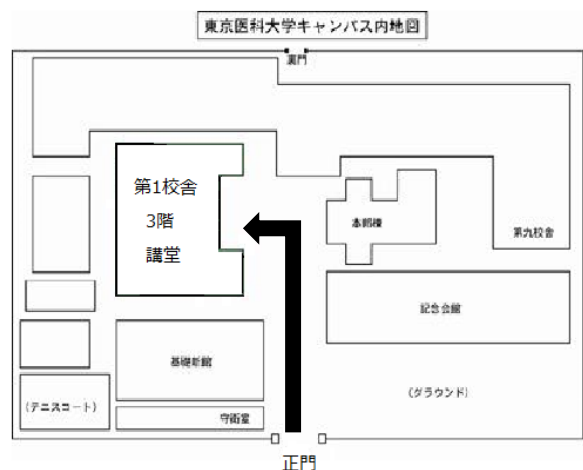 東京医科大学キャンバス内地図
裏門
第1校舎
3階
講堂
本部棟
第九校舎
記念会館
基礎新館
(テニスコート)
(グラウンド)
守衛室
正門